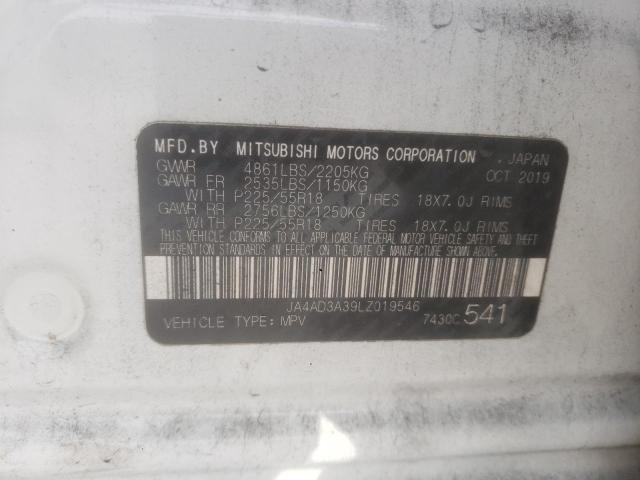 MFD.BY MITSUBISHI MOTORS CORPORATION , JAPAN
GVWR 4861LBS/2205KG OCT 2019
GAWR FR 2535LBS/1150KG
WITH P225/55R18 TIRES 18X7.0J RIMS
GAWR RR 2756LBS/1250KG
WITH P225/55R18 TIRES 18X7.0J RIMS
THIS VEHICLE CONFORMS TO ALL APPLICABLE FEDERAL MOTOR VEHICLE SAFETY AND THEFT
PREVENTION STANDARDS IN EFFECT ON THE DATE OF MANUFACTURE SHOWN ABOVE.
JA4AD3A39LZ019546
VEHICLE TYPE: MPV 7430C 541